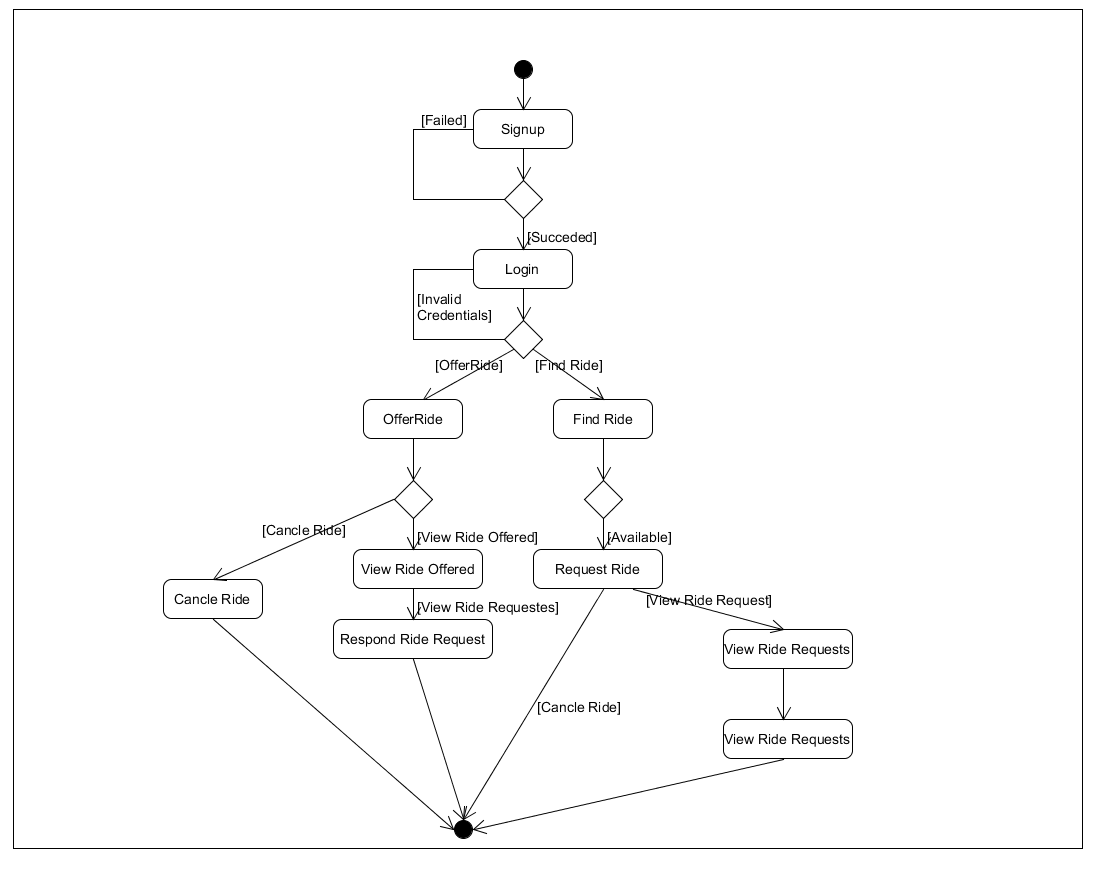 [Failed]
Signup
[Succeded]
Login
[Invalid
Credentials]
[OfferRide]
[Find Ride]
OfferRide
Find Ride
[Cancle Ride]
[View Ride Offered]
[Available]
View Ride Offered
Request Ride
Cancle Ride
[View Ride Requestes]
[View Ride Request]
Respond Ride Request
View Ride Requests
[Cancle Ride]
View Ride Requests